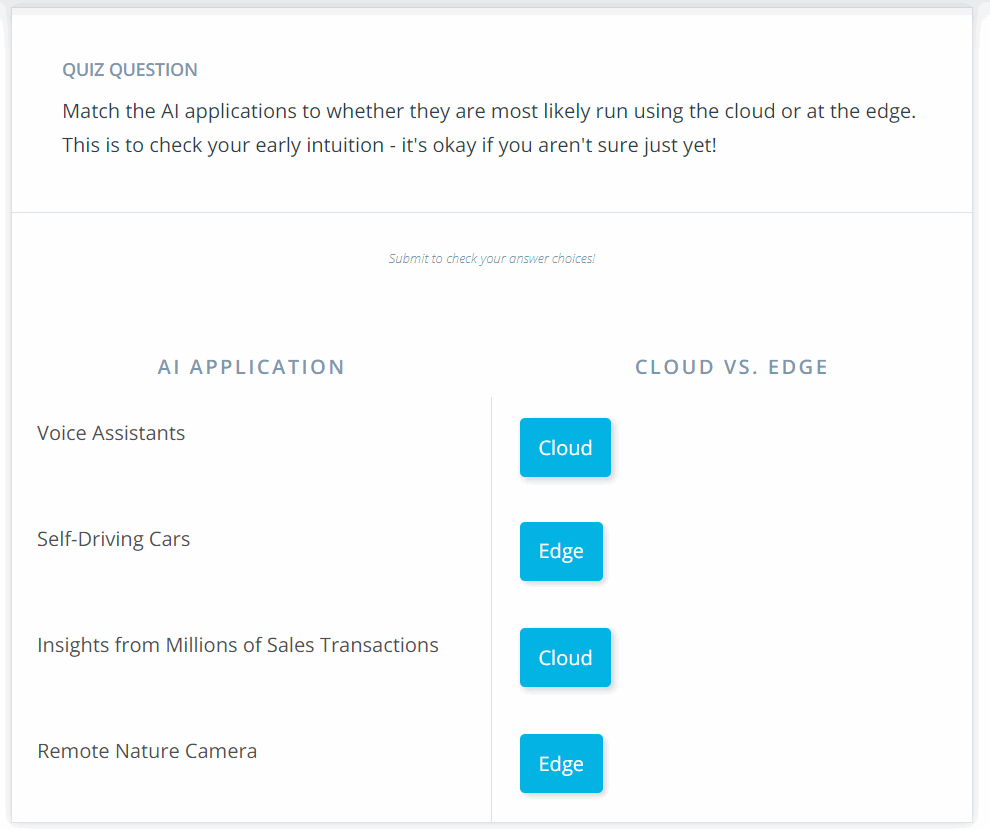 QUIZ QUESTION
Match the AI applications to whether they are most likely run using the cloud or at the edge.
This is to check your early intuition - it's okay if you aren't sure just yet!
Submit to check your answer choices!
AI APPLICATION
CLOUD VS. EDGE
Voice Assistants
Cloud
Self-Driving Cars
Edge
Insights from Millions of Sales Transactions
Cloud
Remote Nature Camera
Edge